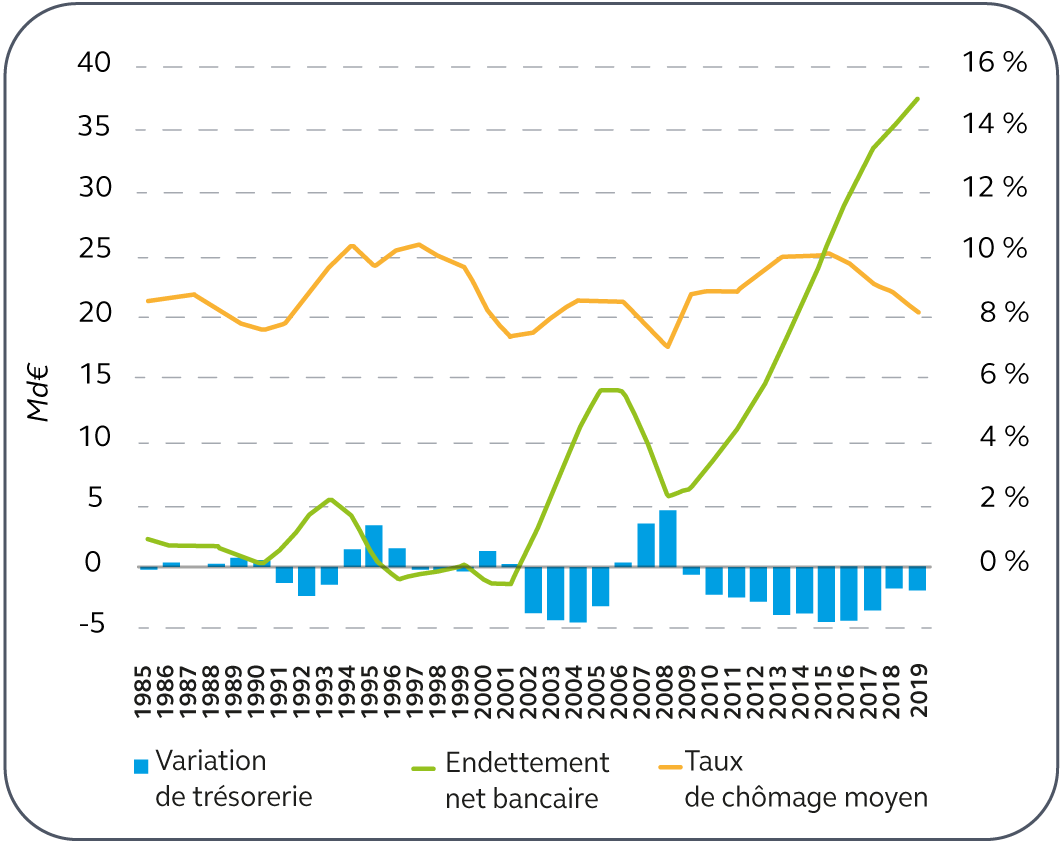 40 16 %
35 14 %
30 12 %
25 10 %
20 8 %
15 6 %
10 4 %
5 2 %
0 0 %
-5
Md€
1985 1986 1987 1988 1989 1990 1991 1992 1993 1994 1995 1996 1997 1998 1999 2000 2001 2002 2003 2004 2005 2006 2007 2008 2009 2010 2011 2012 2013 2014 2015 2016 2017 2018 2019
Variation
de trésorerie
Endettement
net bancaire
Taux
de chômage moyen